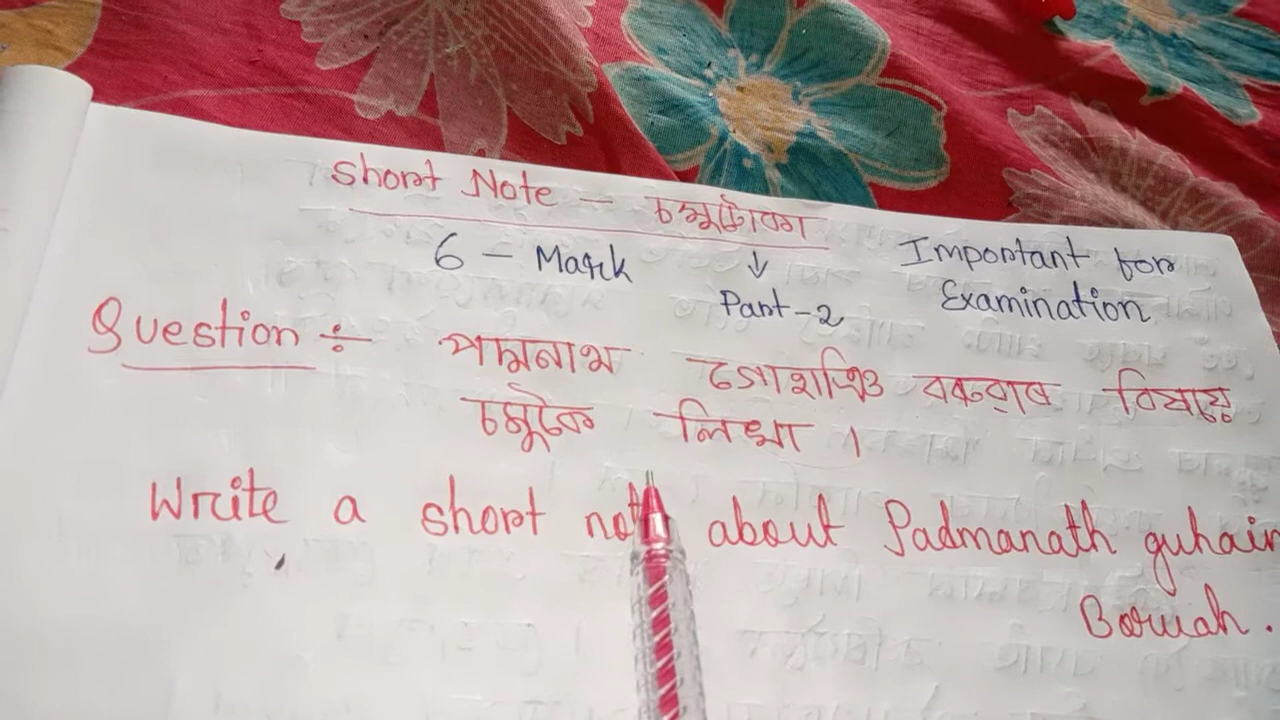 Short Note - চমুটোকা
6 - Mark ↓ Important for
Part-2 Examination
Question ÷ পদ্মনাথ গোহাঞি বৰুৱাৰ বিষয়ে
চমুকৈ লিখা ।
Write a short note about Padmanath guhain
Boruah.